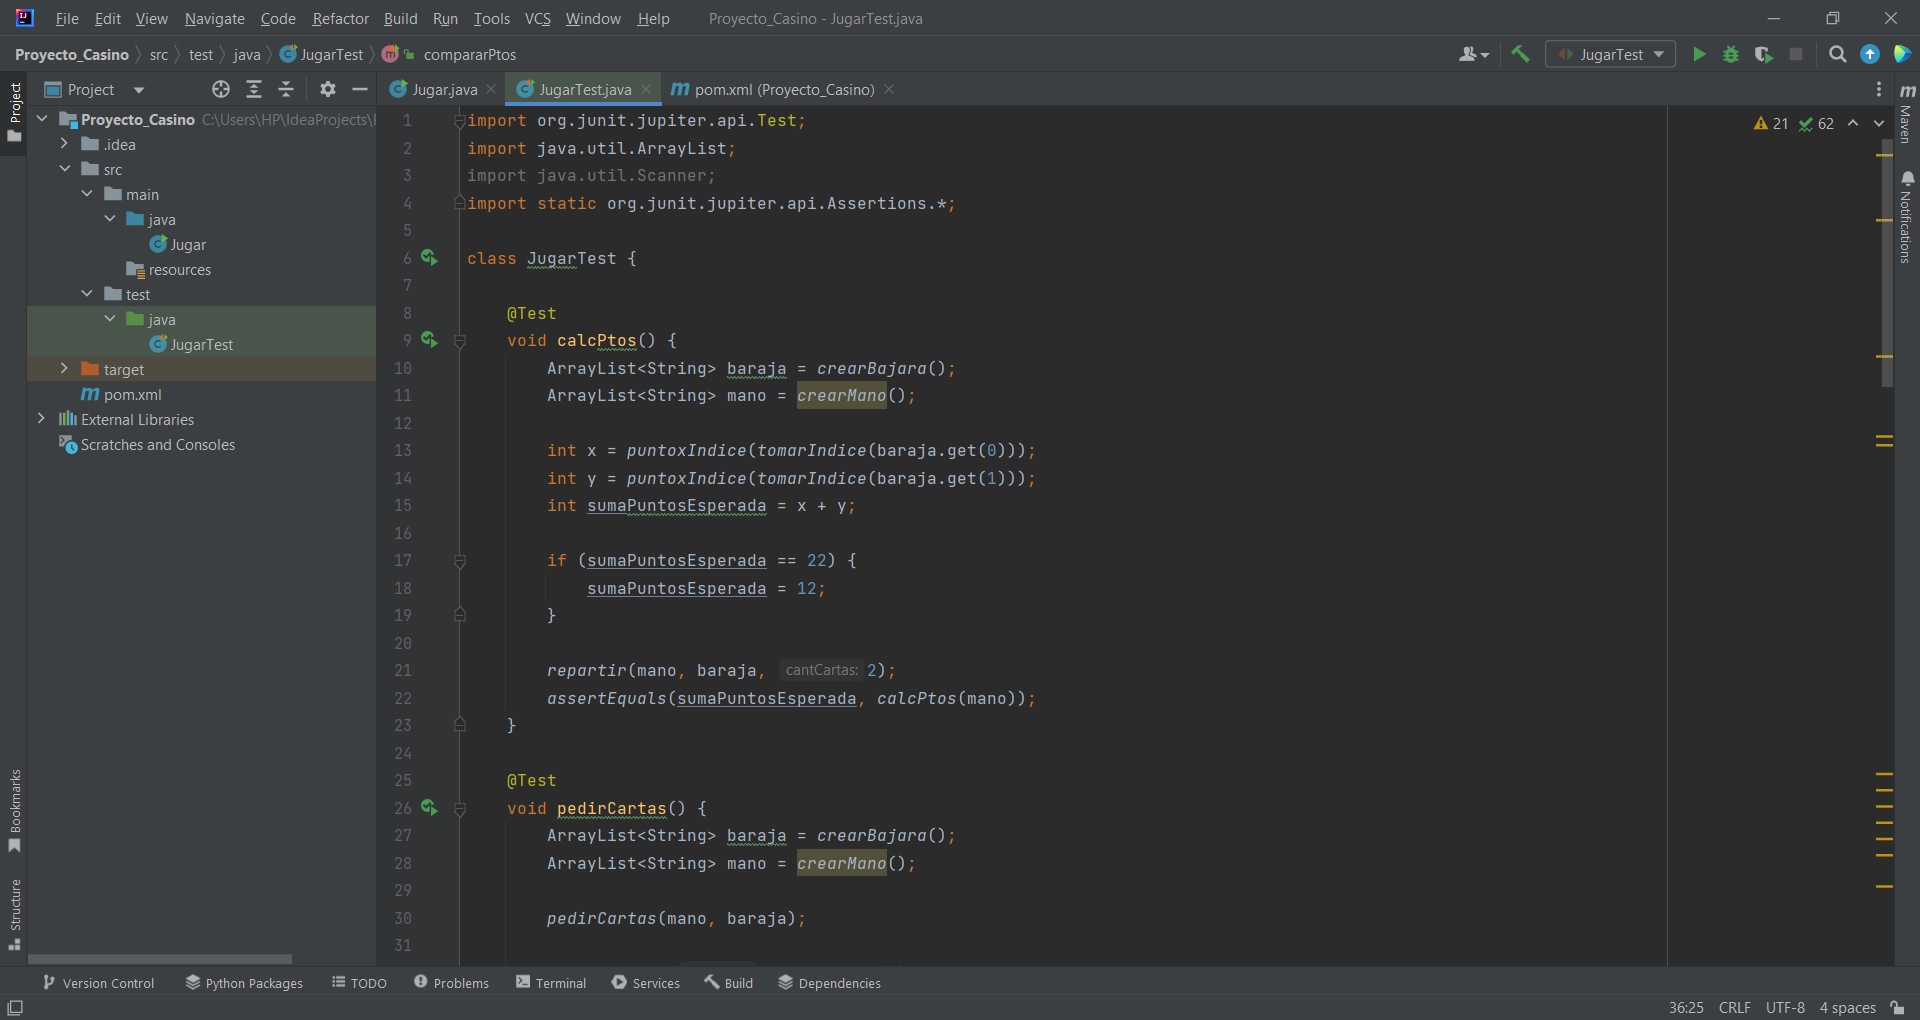 File Edit View Navigate Code Refactor Build Run Tools VCS Window Help Proyecto_Casino - JugarTest.java
Proyecto_Casino src test java JugarTest compararPtos JugarTest
Project
Project
Jugar.java JugarTest.java pom.xml (Proyecto_Casino)
Proyecto_Casino C:\Users\HP\IdeaProjects\
.idea
src
main
java
Jugar
resources
test
java
JugarTest
target
pom.xml
External Libraries
Scratches and Consoles
21 62
1 import org.junit.jupiter.api.Test;
2 import java.util.ArrayList;
3 import java.util.Scanner;
4 import static org.junit.jupiter.api.Assertions.*;
5
6 class JugarTest {
7
8 @Test
9 void calcPtos() {
10 ArrayList<String> baraja = crearBajara();
11 ArrayList<String> mano = crearMano();
12
13 int x = puntoxIndice(tomarIndice(baraja.get(0)));
14 int y = puntoxIndice(tomarIndice(baraja.get(1)));
15 int sumaPuntosEsperada = x + y;
16
17 if (sumaPuntosEsperada == 22) {
18 sumaPuntosEsperada = 12;
19 }
20
21 repartir(mano, baraja, cantCartas: 2);
22 assertEquals(sumaPuntosEsperada, calcPtos(mano));
23 }
24
25 @Test
26 void pedirCartas() {
27 ArrayList<String> baraja = crearBajara();
28 ArrayList<String> mano = crearMano();
29
30 pedirCartas(mano, baraja);
31
Maven
Notifications
Bookmarks
Structure
Version Control Python Packages TODO Problems Terminal Services Build Dependencies
36:25 CRLF UTF-8 4 spaces